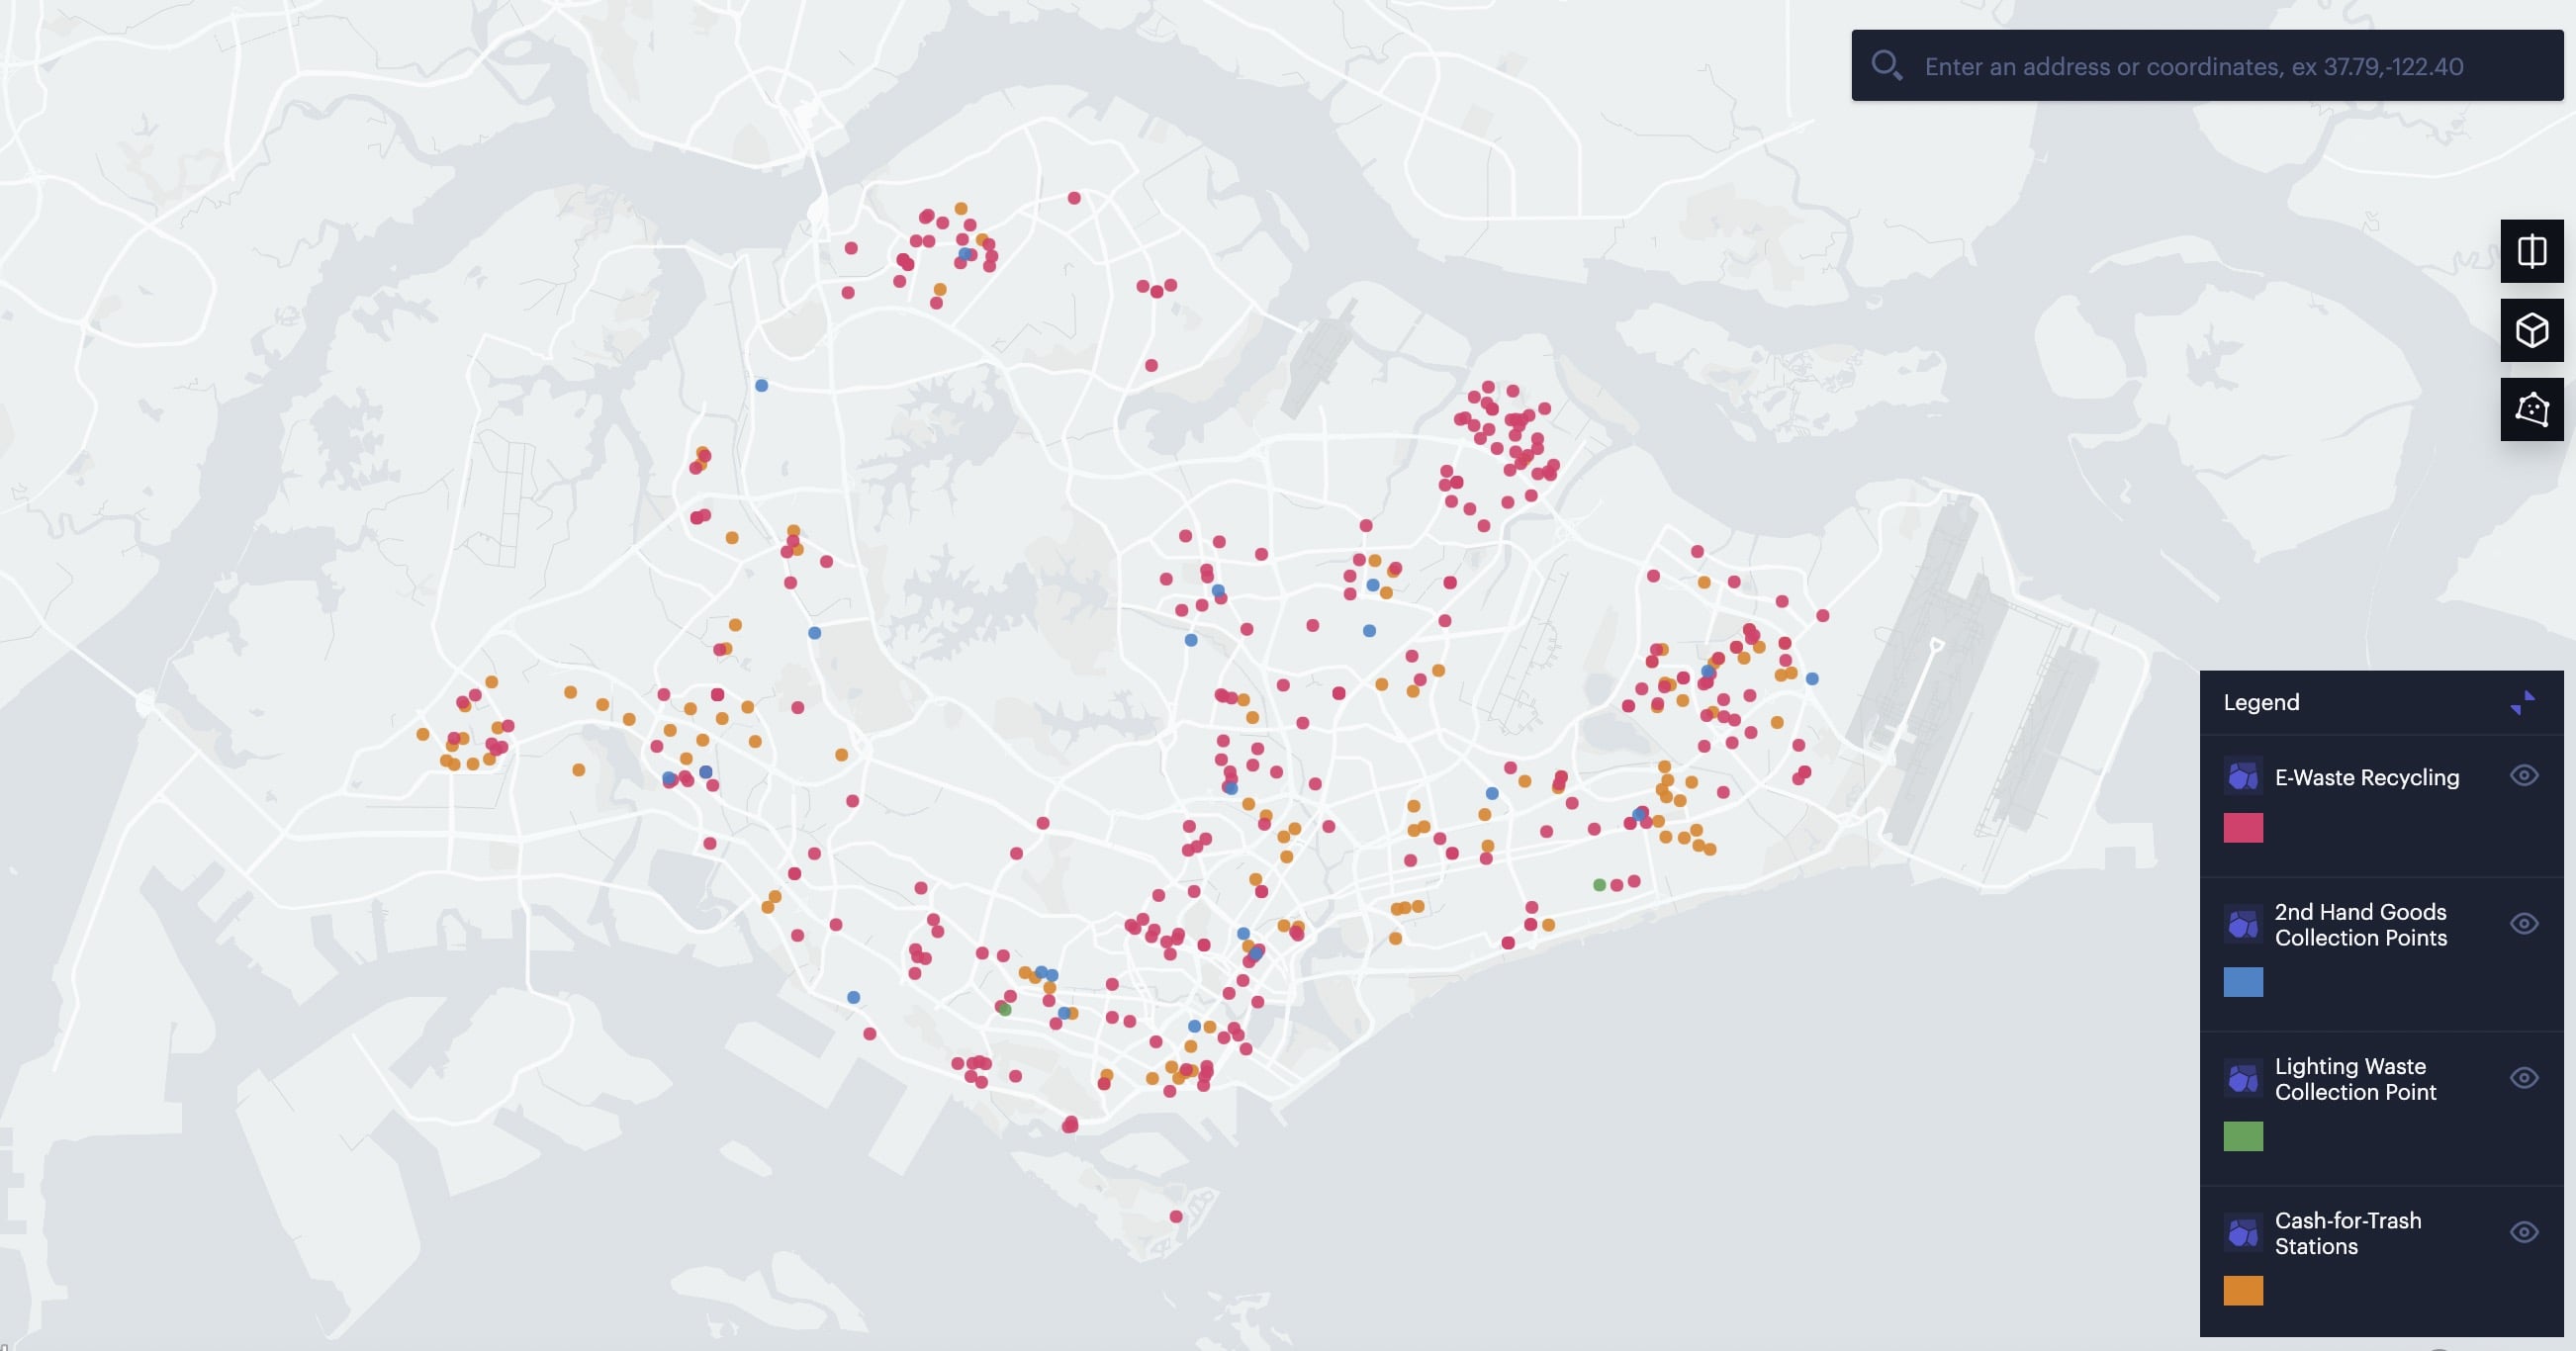 Enter an address or coordinates, ex 37.79,-122.40
Legend
E-Waste Recycling
2nd Hand Goods
Collection Points
Lighting Waste
Collection Point
Cash-for-Trash
Stations